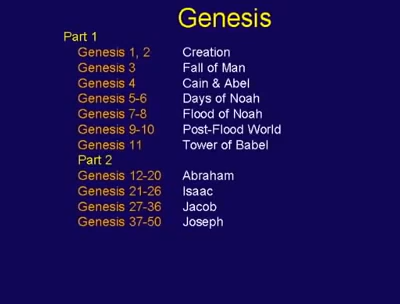 Genesis
Part 1
Genesis 1, 2 Creation
Genesis 3 Fall of Man
Genesis 4 Cain & Abel
Genesis 5-6 Days of Noah
Genesis 7-8 Flood of Noah
Genesis 9-10 Post-Flood World
Genesis 11 Tower of Babel
Part 2
Genesis 12-20 Abraham
Genesis 21-26 Isaac
Genesis 27-36 Jacob
Genesis 37-50 Joseph